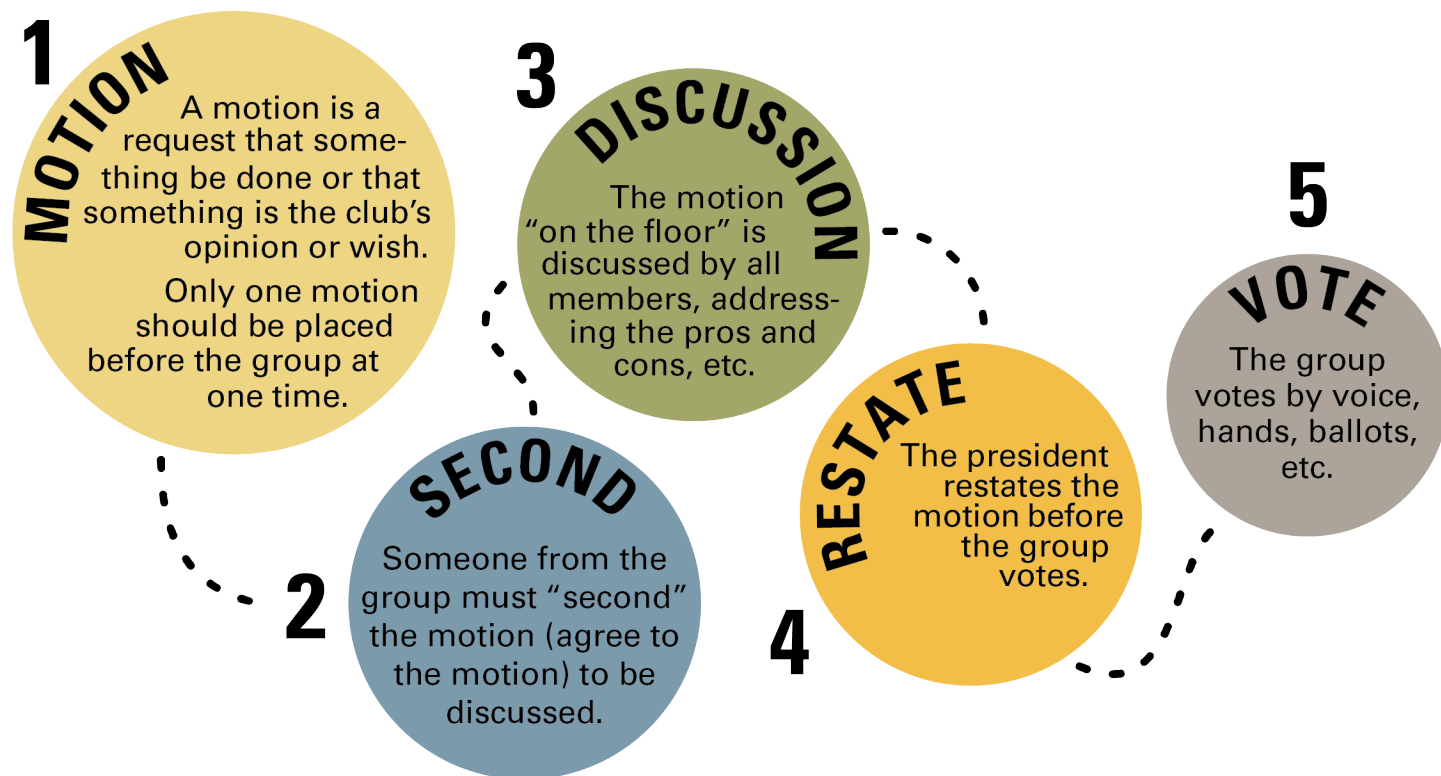 1
MOTION
A motion is a
request that some-
thing be done or that
something is the club’s
opinion or wish.
Only one motion
should be placed
before the group at
one time.
2
SECOND
Someone from the
group must “second”
the motion (agree to
the motion) to be
discussed.
3
DISCUSSION
The motion
“on the floor” is
discussed by all
members, address-
ing the pros and
cons, etc.
4
RESTATE
The president
restates the
motion before
the group
votes.
5
VOTE
The group
votes by voice,
hands, ballots,
etc.